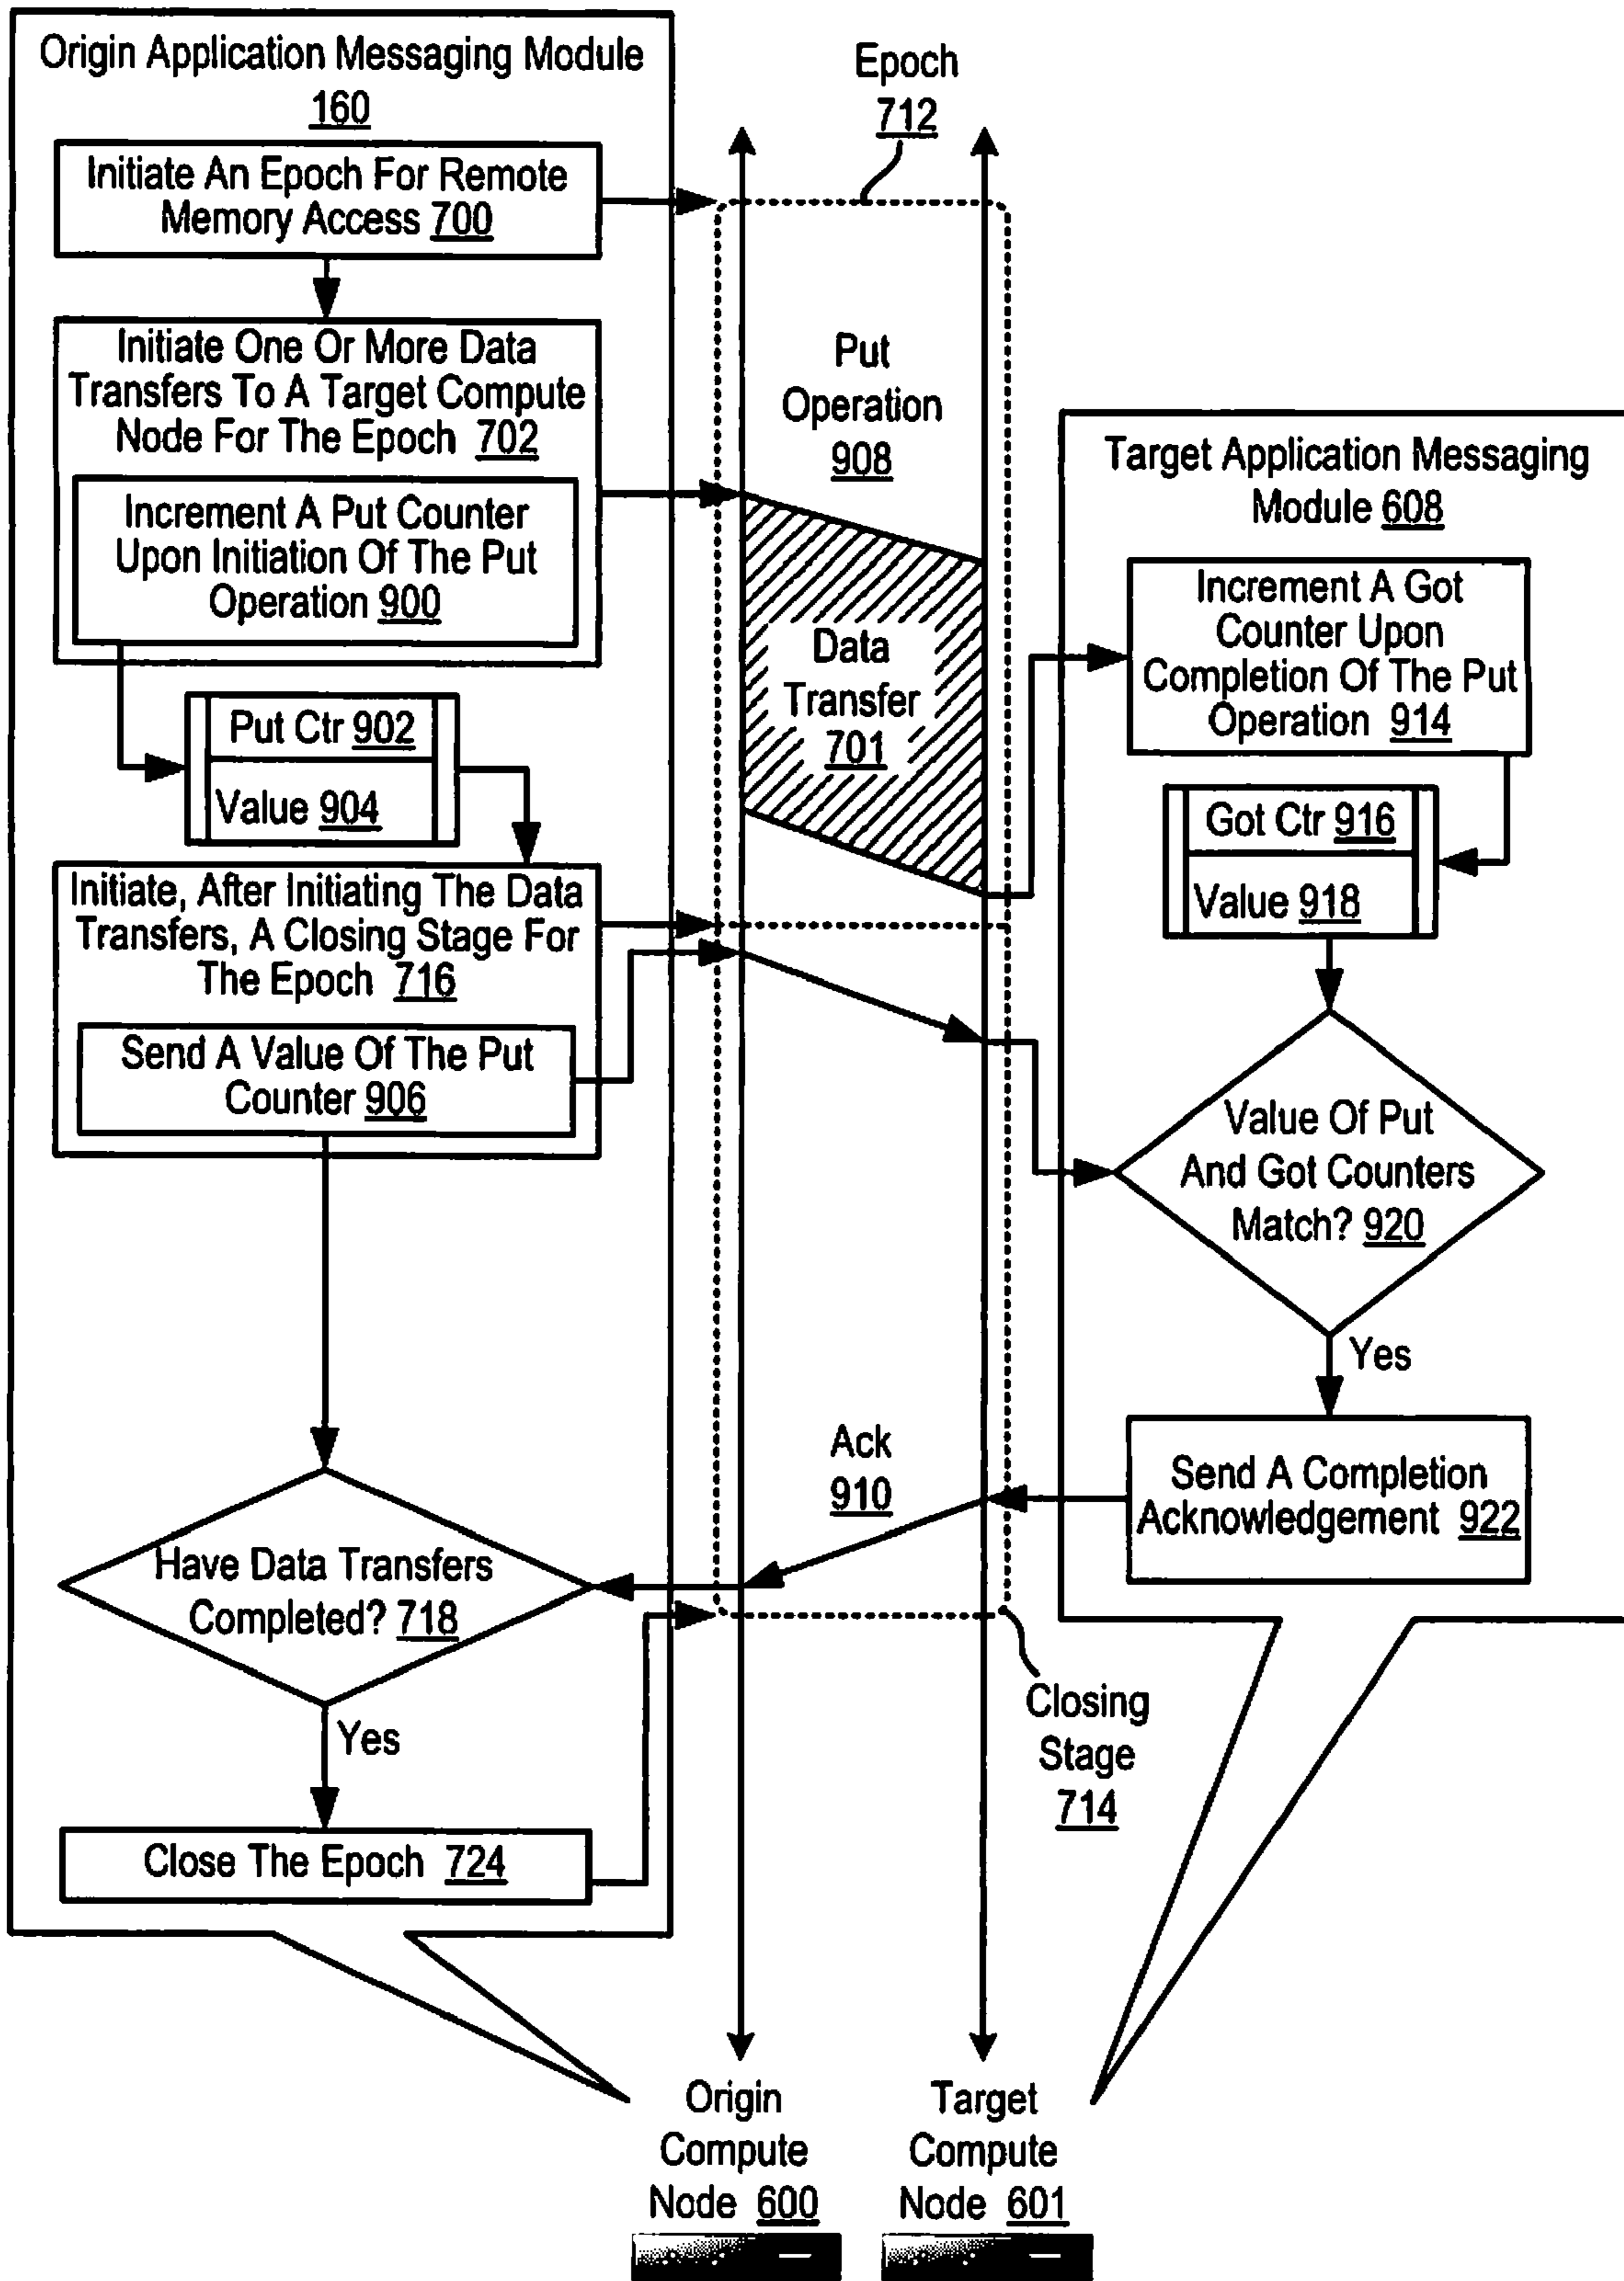 Origin Application Messaging Module
160
Initiate An Epoch For Remote
Memory Access 700
Initiate One Or More Data
Transfers To A Target Compute
Node For The Epoch 702
Increment A Put Counter
Upon Initiation Of The Put
Operation 900
Put Ctr 902
Value 904
Initiate, After Initiating The Data
Transfers, A Closing Stage For
The Epoch 716
Send A Value Of The Put
Counter 906
Have Data Transfers
Completed? 718
Yes
Close The Epoch 724
Epoch
712
Put
Operation
908
Data
Transfer
701
Ack
910
Closing
Stage
714
Target Application Messaging
Module 608
Increment A Got
Counter Upon
Completion Of The Put
Operation 914
Got Ctr 916
Value 918
Value Of Put
And Got Counters
Match? 920
Yes
Send A Completion
Acknowledgement 922
Origin
Compute
Node 600
Target
Compute
Node 601